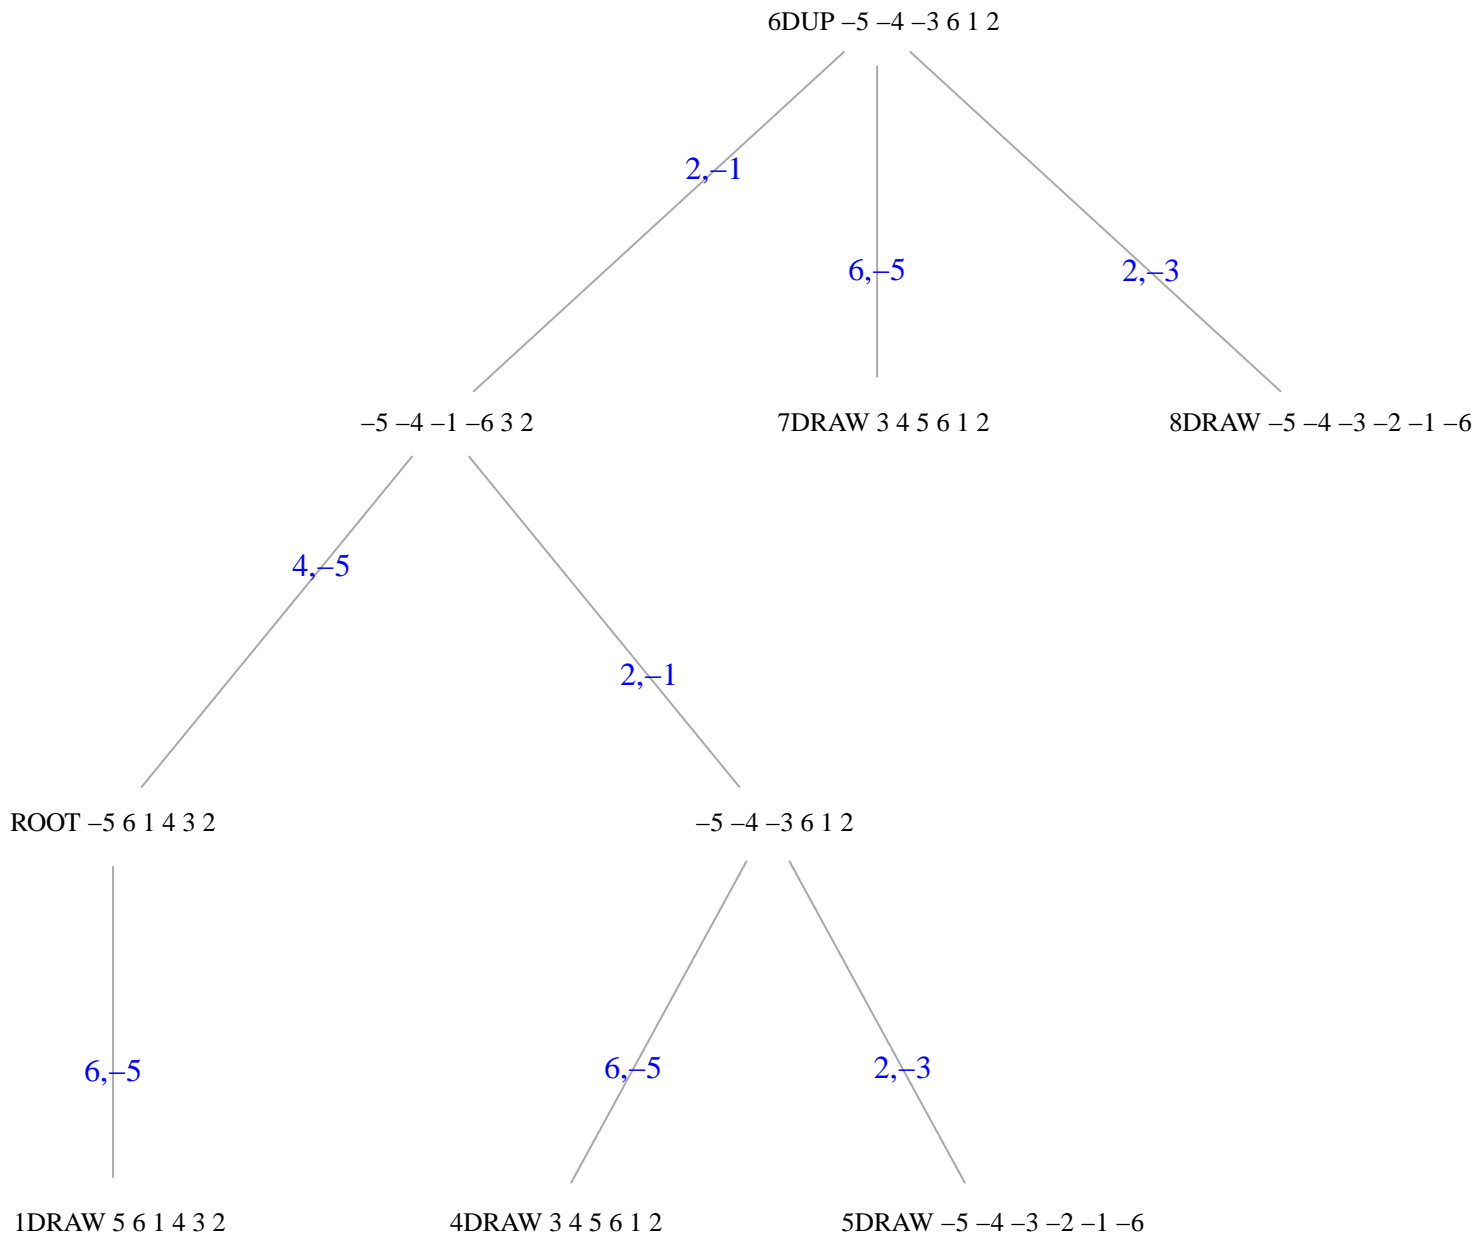 6DUP –5 –4 –3 6 1 2
2,–1
6,–5
2,–3
–5 –4 –1 –6 3 2
7DRAW 3 4 5 6 1 2
8DRAW –5 –4 –3 –2 –1 –6
4,–5
2,–1
ROOT –5 6 1 4 3 2
–5 –4 –3 6 1 2
6,–5
6,–5
2,–3
1DRAW 5 6 1 4 3 2
4DRAW 3 4 5 6 1 2
5DRAW –5 –4 –3 –2 –1 –6